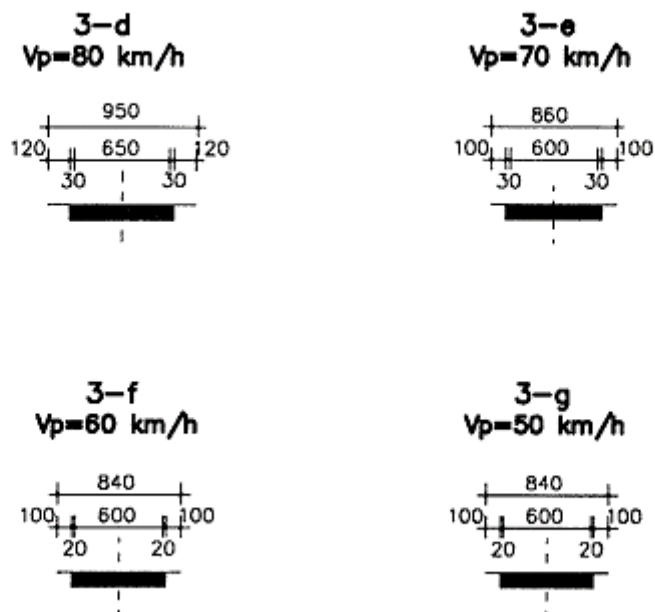 3-d
Vp=80 km/h
950
120 650 120
30 30
3-e
Vp=70 km/h
860
100 600 100
30 30
3-f
Vp=60 km/h
840
100 600 100
20 20
3-g
Vp=50 km/h
840
100 600 100
20 20